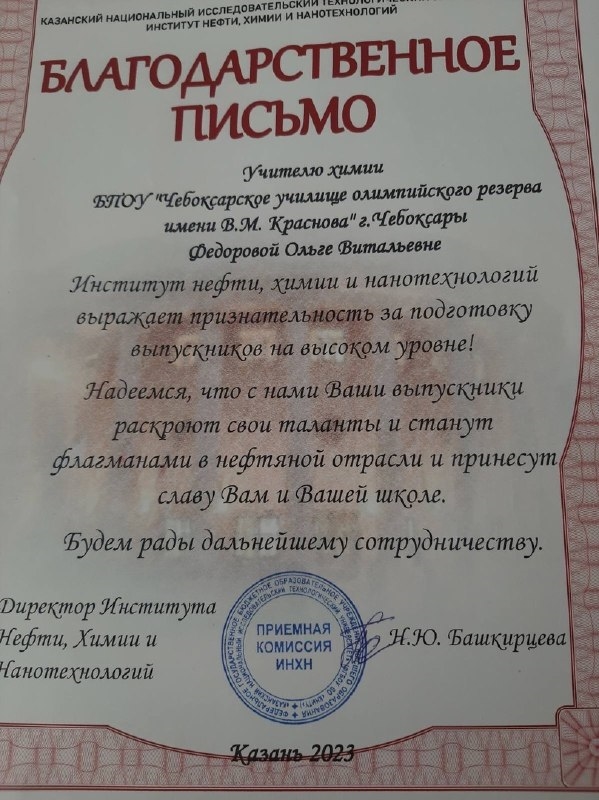 КАЗАНСКИЙ НАЦИОНАЛЬНЫЙ ИССЛЕДОВАТЕЛЬСКИЙ
ИНСТИТУТ НЕФТИ, ХИМИИ И НАНОТЕХНОЛОГИЙ
БЛАГОДАРСТВЕННОЕ
ПИСЬМО
Учителю химии
БПОУ "Чебоксарское училище олимпийского резерва
имени В.М. Краснова" г.Чебоксары
Федоровой Ольге Витальевне
Институт нефти, химии и нанотехнологий
выражает признательность за подготовку
выпускников на высоком уровне!
Надеемся, что с нами Ваши выпускники
раскроют свои таланты и станут
флагманами в нефтяной отрасли и принесут
славу Вам и Вашей школе.
Будем рады дальнейшему сотрудничеству.
Директор Института
Нефти, Химии и
Нанотехнологий
ПРИЕМНАЯ
КОМИССИЯ
ИНХН
Н.Ю. Башкирцева
Казань 2023